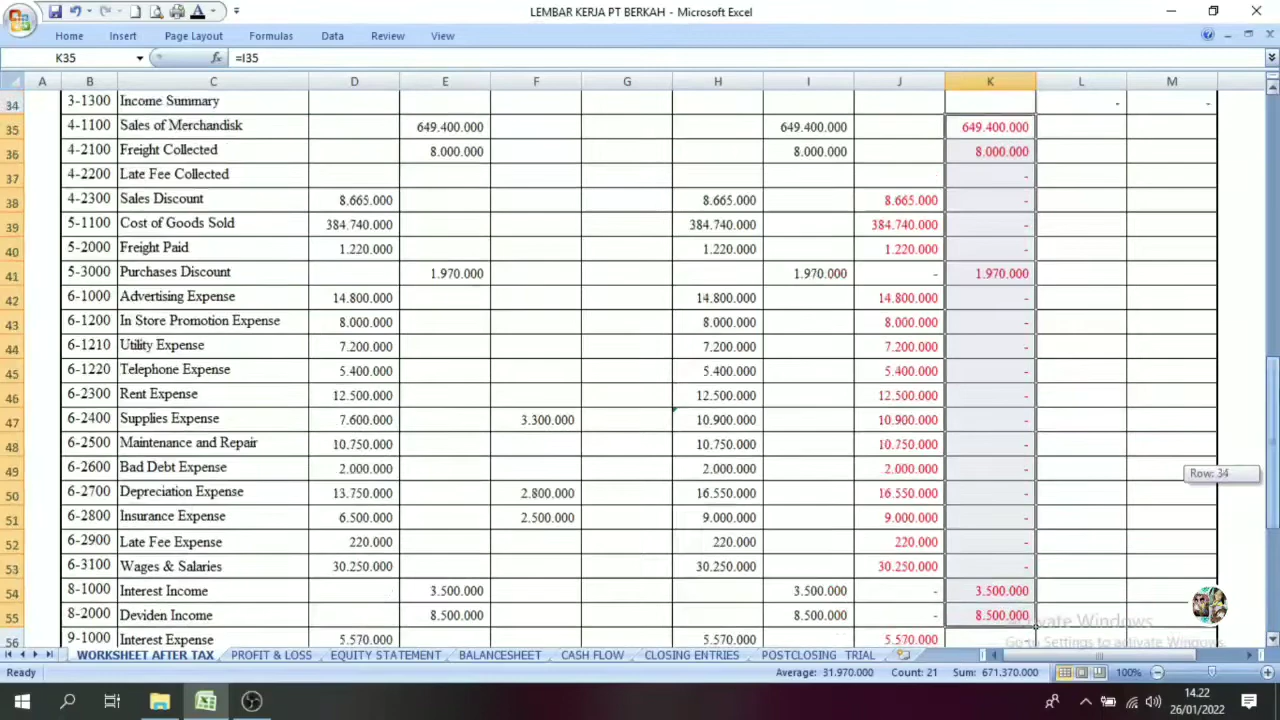 LEMBAR KERJA PT BERKAH - Microsoft Excel
Home Insert Page Layout Formulas Data Review View
K35 fx =I35
A B C D E F G H I J K L M
34 3-1300 Income Summary - -
35 4-1100 Sales of Merchandisk 649.400.000 649.400.000 649.400.000
36 4-2100 Freight Collected 8.000.000 8.000.000 8.000.000
37 4-2200 Late Fee Collected -
38 4-2300 Sales Discount 8.665.000 8.665.000 8.665.000 -
39 5-1100 Cost of Goods Sold 384.740.000 384.740.000 384.740.000 -
40 5-2000 Freight Paid 1.220.000 1.220.000 1.220.000 -
41 5-3000 Purchases Discount 1.970.000 1.970.000 - 1.970.000
42 6-1000 Advertising Expense 14.800.000 14.800.000 14.800.000 -
43 6-1200 In Store Promotion Expense 8.000.000 8.000.000 8.000.000 -
44 6-1210 Utility Expense 7.200.000 7.200.000 7.200.000 -
45 6-1220 Telephone Expense 5.400.000 5.400.000 5.400.000 -
46 6-2300 Rent Expense 12.500.000 12.500.000 12.500.000 -
47 6-2400 Supplies Expense 7.600.000 3.300.000 10.900.000 10.900.000 -
48 6-2500 Maintenance and Repair 10.750.000 10.750.000 10.750.000 -
49 6-2600 Bad Debt Expense 2.000.000 2.000.000 2.000.000 -
Row: 34
50 6-2700 Depreciation Expense 13.750.000 2.800.000 16.550.000 16.550.000 -
51 6-2800 Insurance Expense 6.500.000 2.500.000 9.000.000 9.000.000 -
52 6-2900 Late Fee Expense 220.000 220.000 220.000 -
53 6-3100 Wages & Salaries 30.250.000 30.250.000 30.250.000 -
54 8-1000 Interest Income 3.500.000 3.500.000 - 3.500.000
55 8-2000 Deviden Income 8.500.000 8.500.000 - 8.500.000
Activate Windows
56 9-1000 Interest Expense 5.570.000 5.570.000 5.570.000
Go to Settings to activate Windows.
WORKSHEET AFTER TAX PROFIT & LOSS EQUITY STATEMENT BALANCESHEET CASH FLOW CLOSING ENTRIES POSTCLOSING TRIAL
Ready Average: 31.970.000 Count: 21 Sum: 671.370.000 100%
14.22
26/01/2022